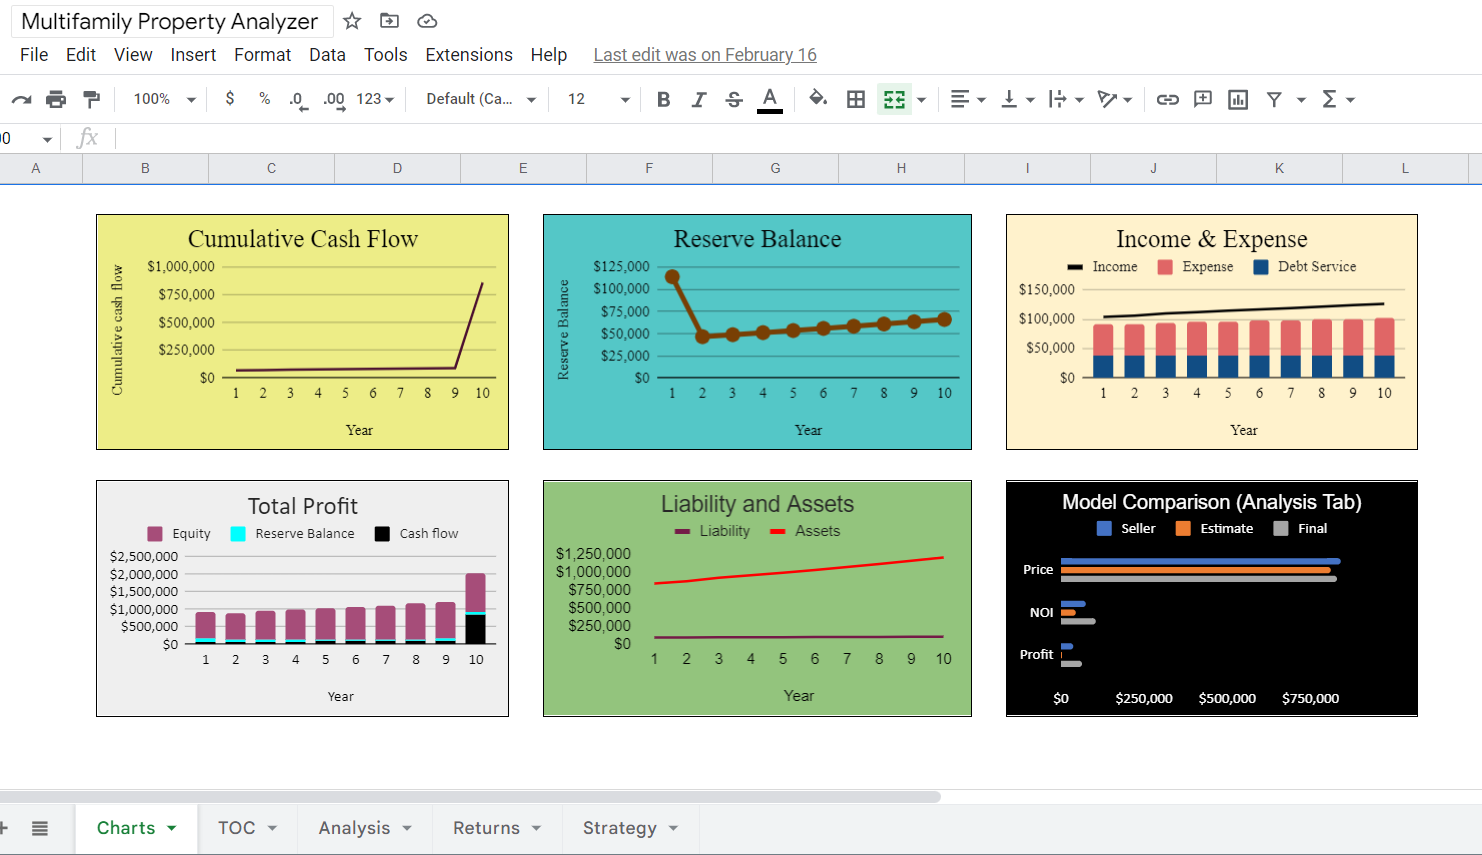 Multifamily Property Analyzer
File Edit View Insert Format Data Tools Extensions Help Last edit was on February 16
100% $ % .0 .00 123 Default (Ca... 12 B I S A
fx
A B C D E F G H I J K L
Cumulative Cash Flow
Cumulative cash flow
$1,000,000
$750,000
$500,000
$250,000
$0
1 2 3 4 5 6 7 8 9 10
Year
Reserve Balance
Reserve Balance
$125,000
$100,000
$75,000
$50,000
$25,000
$0
1 2 3 4 5 6 7 8 9 10
Year
Income & Expense
Income Expense Debt Service
$150,000
$100,000
$50,000
$0
1 2 3 4 5 6 7 8 9 10
Year
Total Profit
Equity Reserve Balance Cash flow
$2,500,000
$2,000,000
$1,500,000
$1,000,000
$500,000
$0
1 2 3 4 5 6 7 8 9 10
Year
Liability and Assets
Liability Assets
$1,250,000
$1,000,000
$750,000
$500,000
$250,000
$0
1 2 3 4 5 6 7 8 9 10
Year
Model Comparison (Analysis Tab)
Seller Estimate Final
Price
NOI
Profit
$0 $250,000 $500,000 $750,000
Charts TOC Analysis Returns Strategy